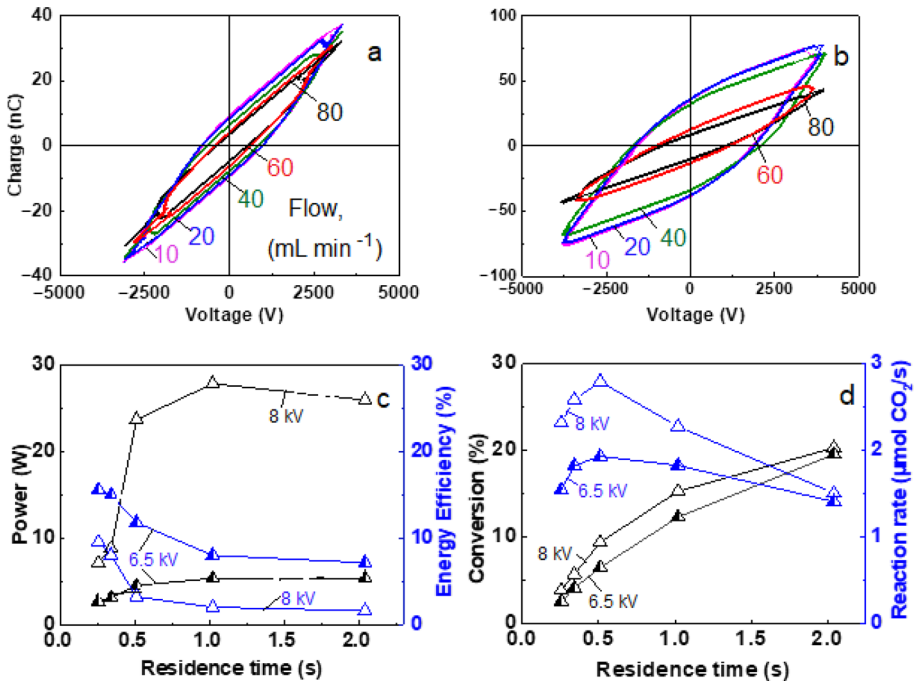 40
20
0
−20
−40
Charge (nC)
a
80
60
40
20
10
Flow,
(mL min -1)
−5000 −2500 0 2500 5000
Voltage (V)
100
50
0
−50
−100
b
80
60
40
20
10
−5000 −2500 0 2500 5000
Voltage (V)
30
20
10
0
Power (W)
c
8 kV
6.5 kV
8 kV
30
20
10
0
Energy Efficiency (%)
0.0 0.5 1.0 1.5 2.0
Residence time (s)
30
25
20
15
10
5
0
Conversion (%)
d
8 kV
6.5 kV
8 kV
6.5 kV
3
2
1
0
Reaction rate (μmol CO2/s)
0.0 0.5 1.0 1.5 2.0
Residence time (s)